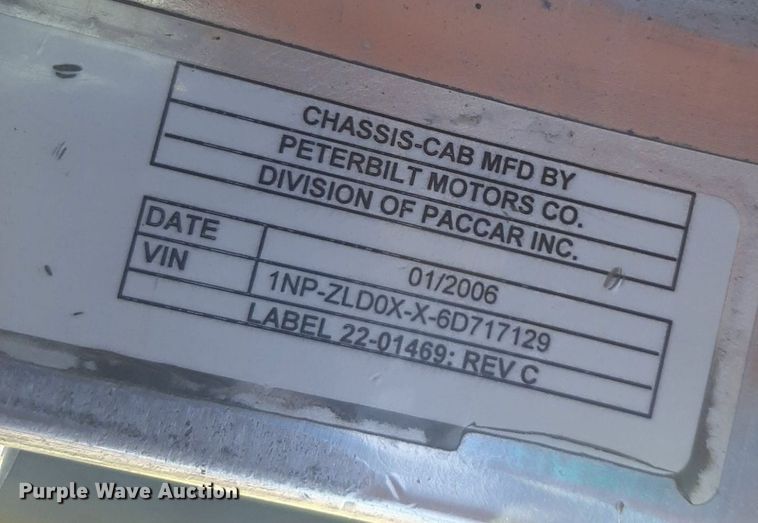 CHASSIS-CAB MFD BY
PETERBILT MOTORS CO.
DIVISION OF PACCAR INC.
DATE 01/2006
VIN 1NP-ZLD0X-X-6D717129
LABEL 22-01469: REV C
Purple Wave Auction